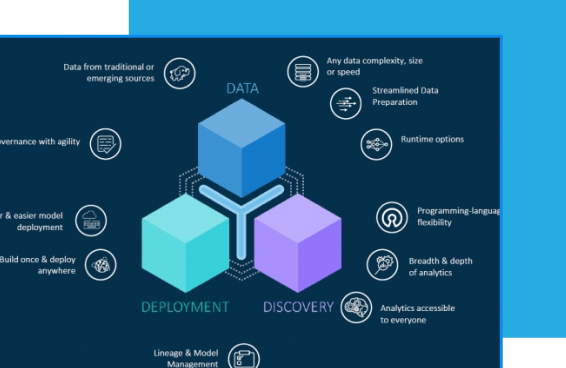 Data from traditional or
emerging sources
DATA
Any data complexity, size
or speed
Streamlined Data
Preparation
Runtime options
with agility
Programming-language
flexibility
& easier model
deployment
Build once & deploy
anywhere
Breadth & depth
of analytics
DEPLOYMENT
DISCOVERY
Analytics accessible
to everyone
Lineage & Model
Management